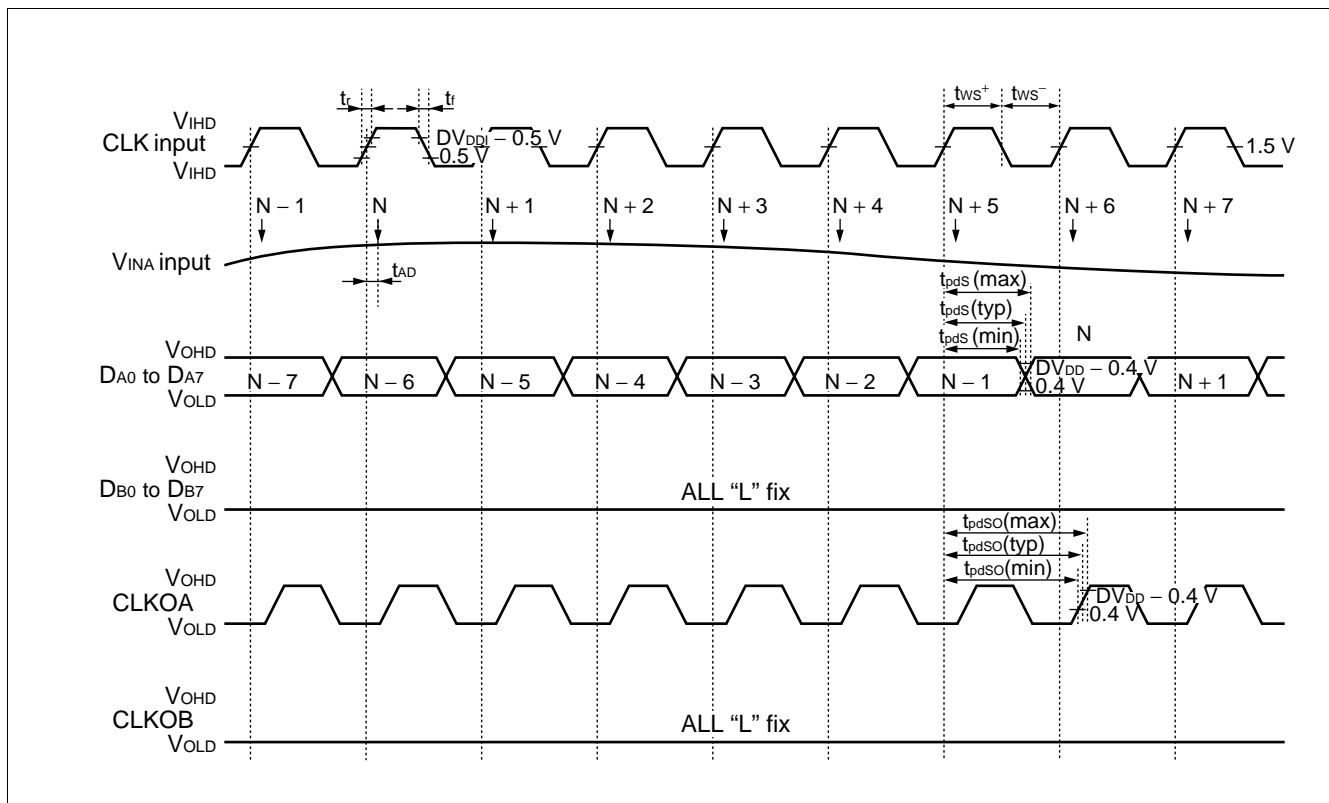 tr
tf
tWS+
tWS−
VIHD
CLK input
VIHD
DVDDI − 0.5 V
0.5 V
1.5 V
N − 1
N
N + 1
N + 2
N + 3
N + 4
N + 5
N + 6
N + 7
VINA input
tAD
tpdS (max)
tpdS (typ)
tpdS (min)
N
VOHD
DA0 to DA7
VOLD
N − 7
N − 6
N − 5
N − 4
N − 3
N − 2
N − 1
DVDD − 0.4 V
0.4 V
N + 1
VOHD
DB0 to DB7
VOLD
ALL “L” fix
tpdSO(max)
tpdSO(typ)
tpdSO(min)
VOHD
CLKOA
VOLD
DVDD − 0.4 V
0.4 V
VOHD
CLKOB
VOLD
ALL “L” fix